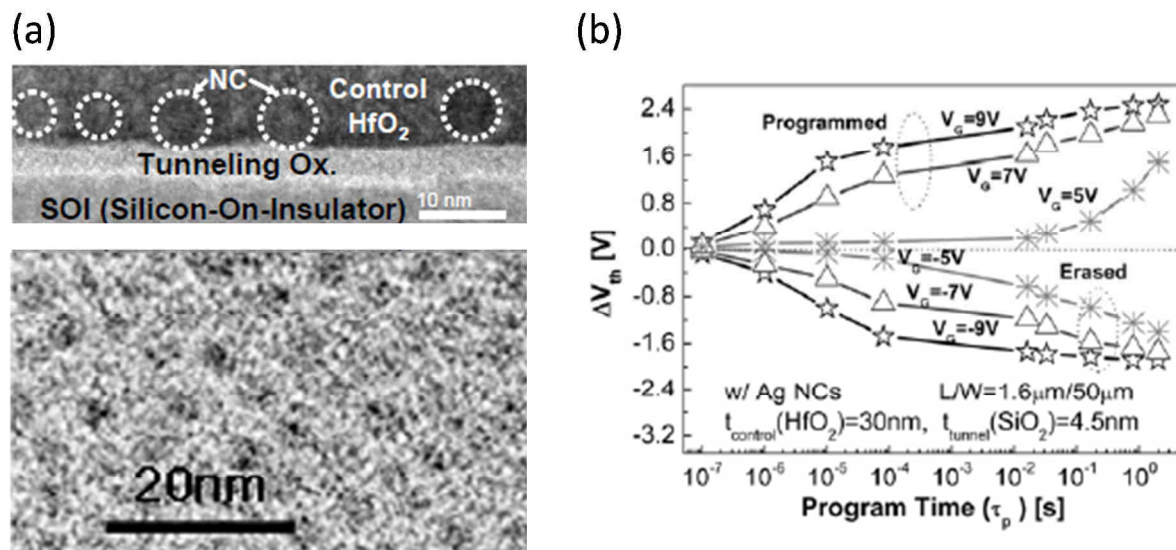 (a)
NC
Control
HfO2
Tunneling Ox.
SOI (Silicon-On-Insulator)
10 nm
20nm
(b)
2.4
1.6
0.8
0.0
-0.8
-1.6
-2.4
-3.2
ΔVth [V]
Programmed
VG=9V
VG=7V
VG=5V
VG=-5V
Erased
VG=-7V
VG=-9V
w/ Ag NCs L/W=1.6μm/50μm
tcontrol(HfO2)=30nm, ttunnel(SiO2)=4.5nm
10-7 10-6 10-5 10-4 10-3 10-2 10-1 100
Program Time (τp) [s]